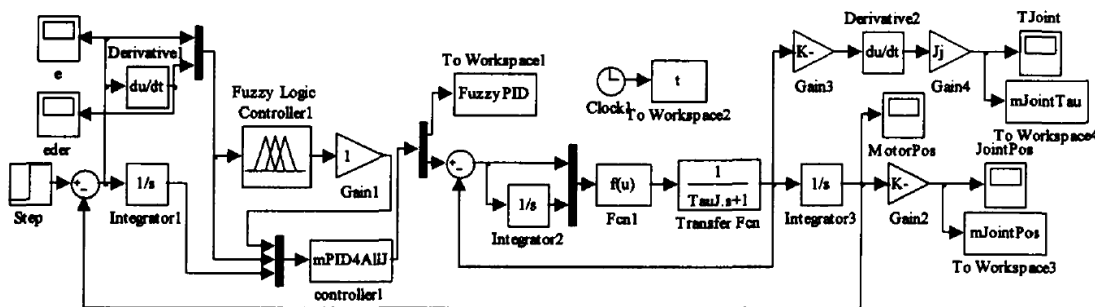 Derivative2
TJoint
K-
du/dt
Jj
Gain3
Gain4
mJointTau
To Workspace4
e
Derivative1
du/dt
eder
To Workspace1
FuzzyPID
Clock1
t
To Workspace2
Fuzzy Logic
Controller1
1
Gain1
MotorPos
JointPos
Step
+
-
1/s
Integrator1
+
-
1/s
Integrator2
f(u)
Fcn1
1
TauJ.s+1
Transfer Fcn
1/s
Integrator3
K-
Gain2
mJointPos
To Workspace3
controller1